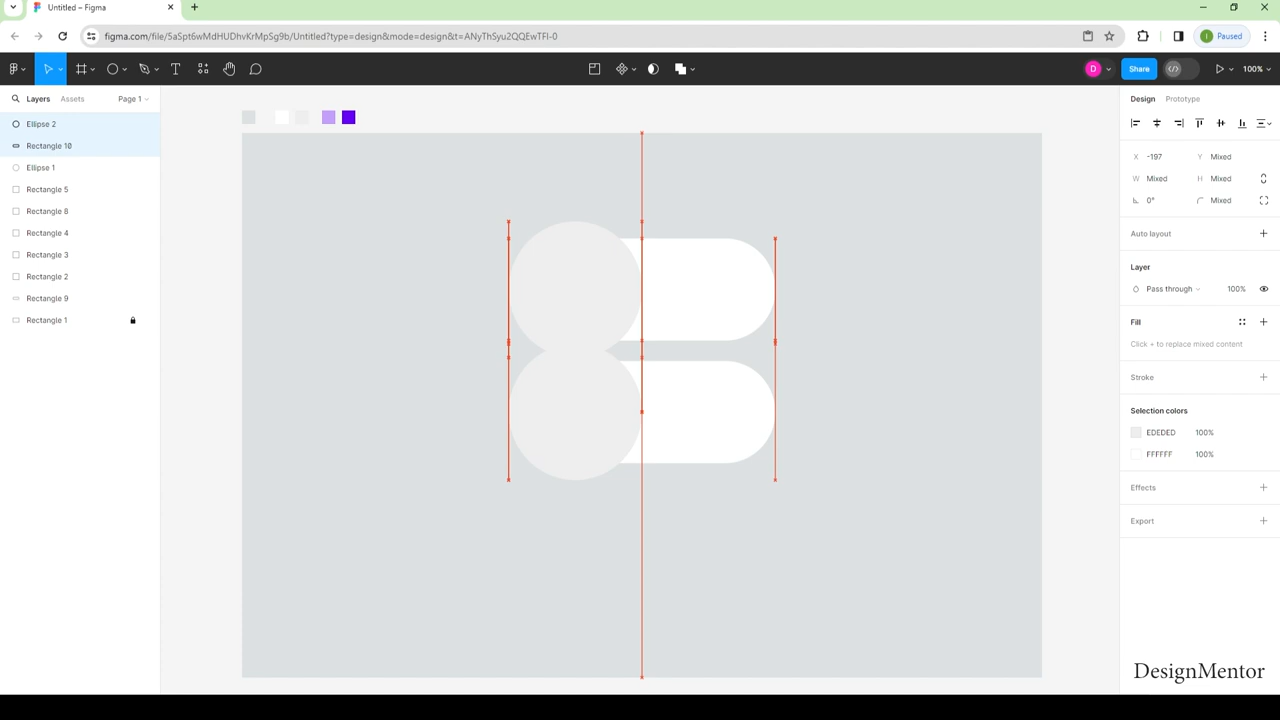 Untitled – Figma
figma.com/file/5aSpt6wMdHUDhvKrMpSg9b/Untitled?type=design&mode=design&t=ANyThSyu2QQEwTFl-0
I
Paused
D
Share
100%
Layers
Assets
Page 1
Ellipse 2
Rectangle 10
Ellipse 1
Rectangle 5
Rectangle 8
Rectangle 4
Rectangle 3
Rectangle 2
Rectangle 9
Rectangle 1
Design
Prototype
X -197 Y Mixed
W Mixed H Mixed
0° Mixed
Auto layout
Layer
Pass through 100%
Fill
Click + to replace mixed content
Stroke
Selection colors
EDEDED 100%
FFFFFF 100%
Effects
Export
DesignMentor